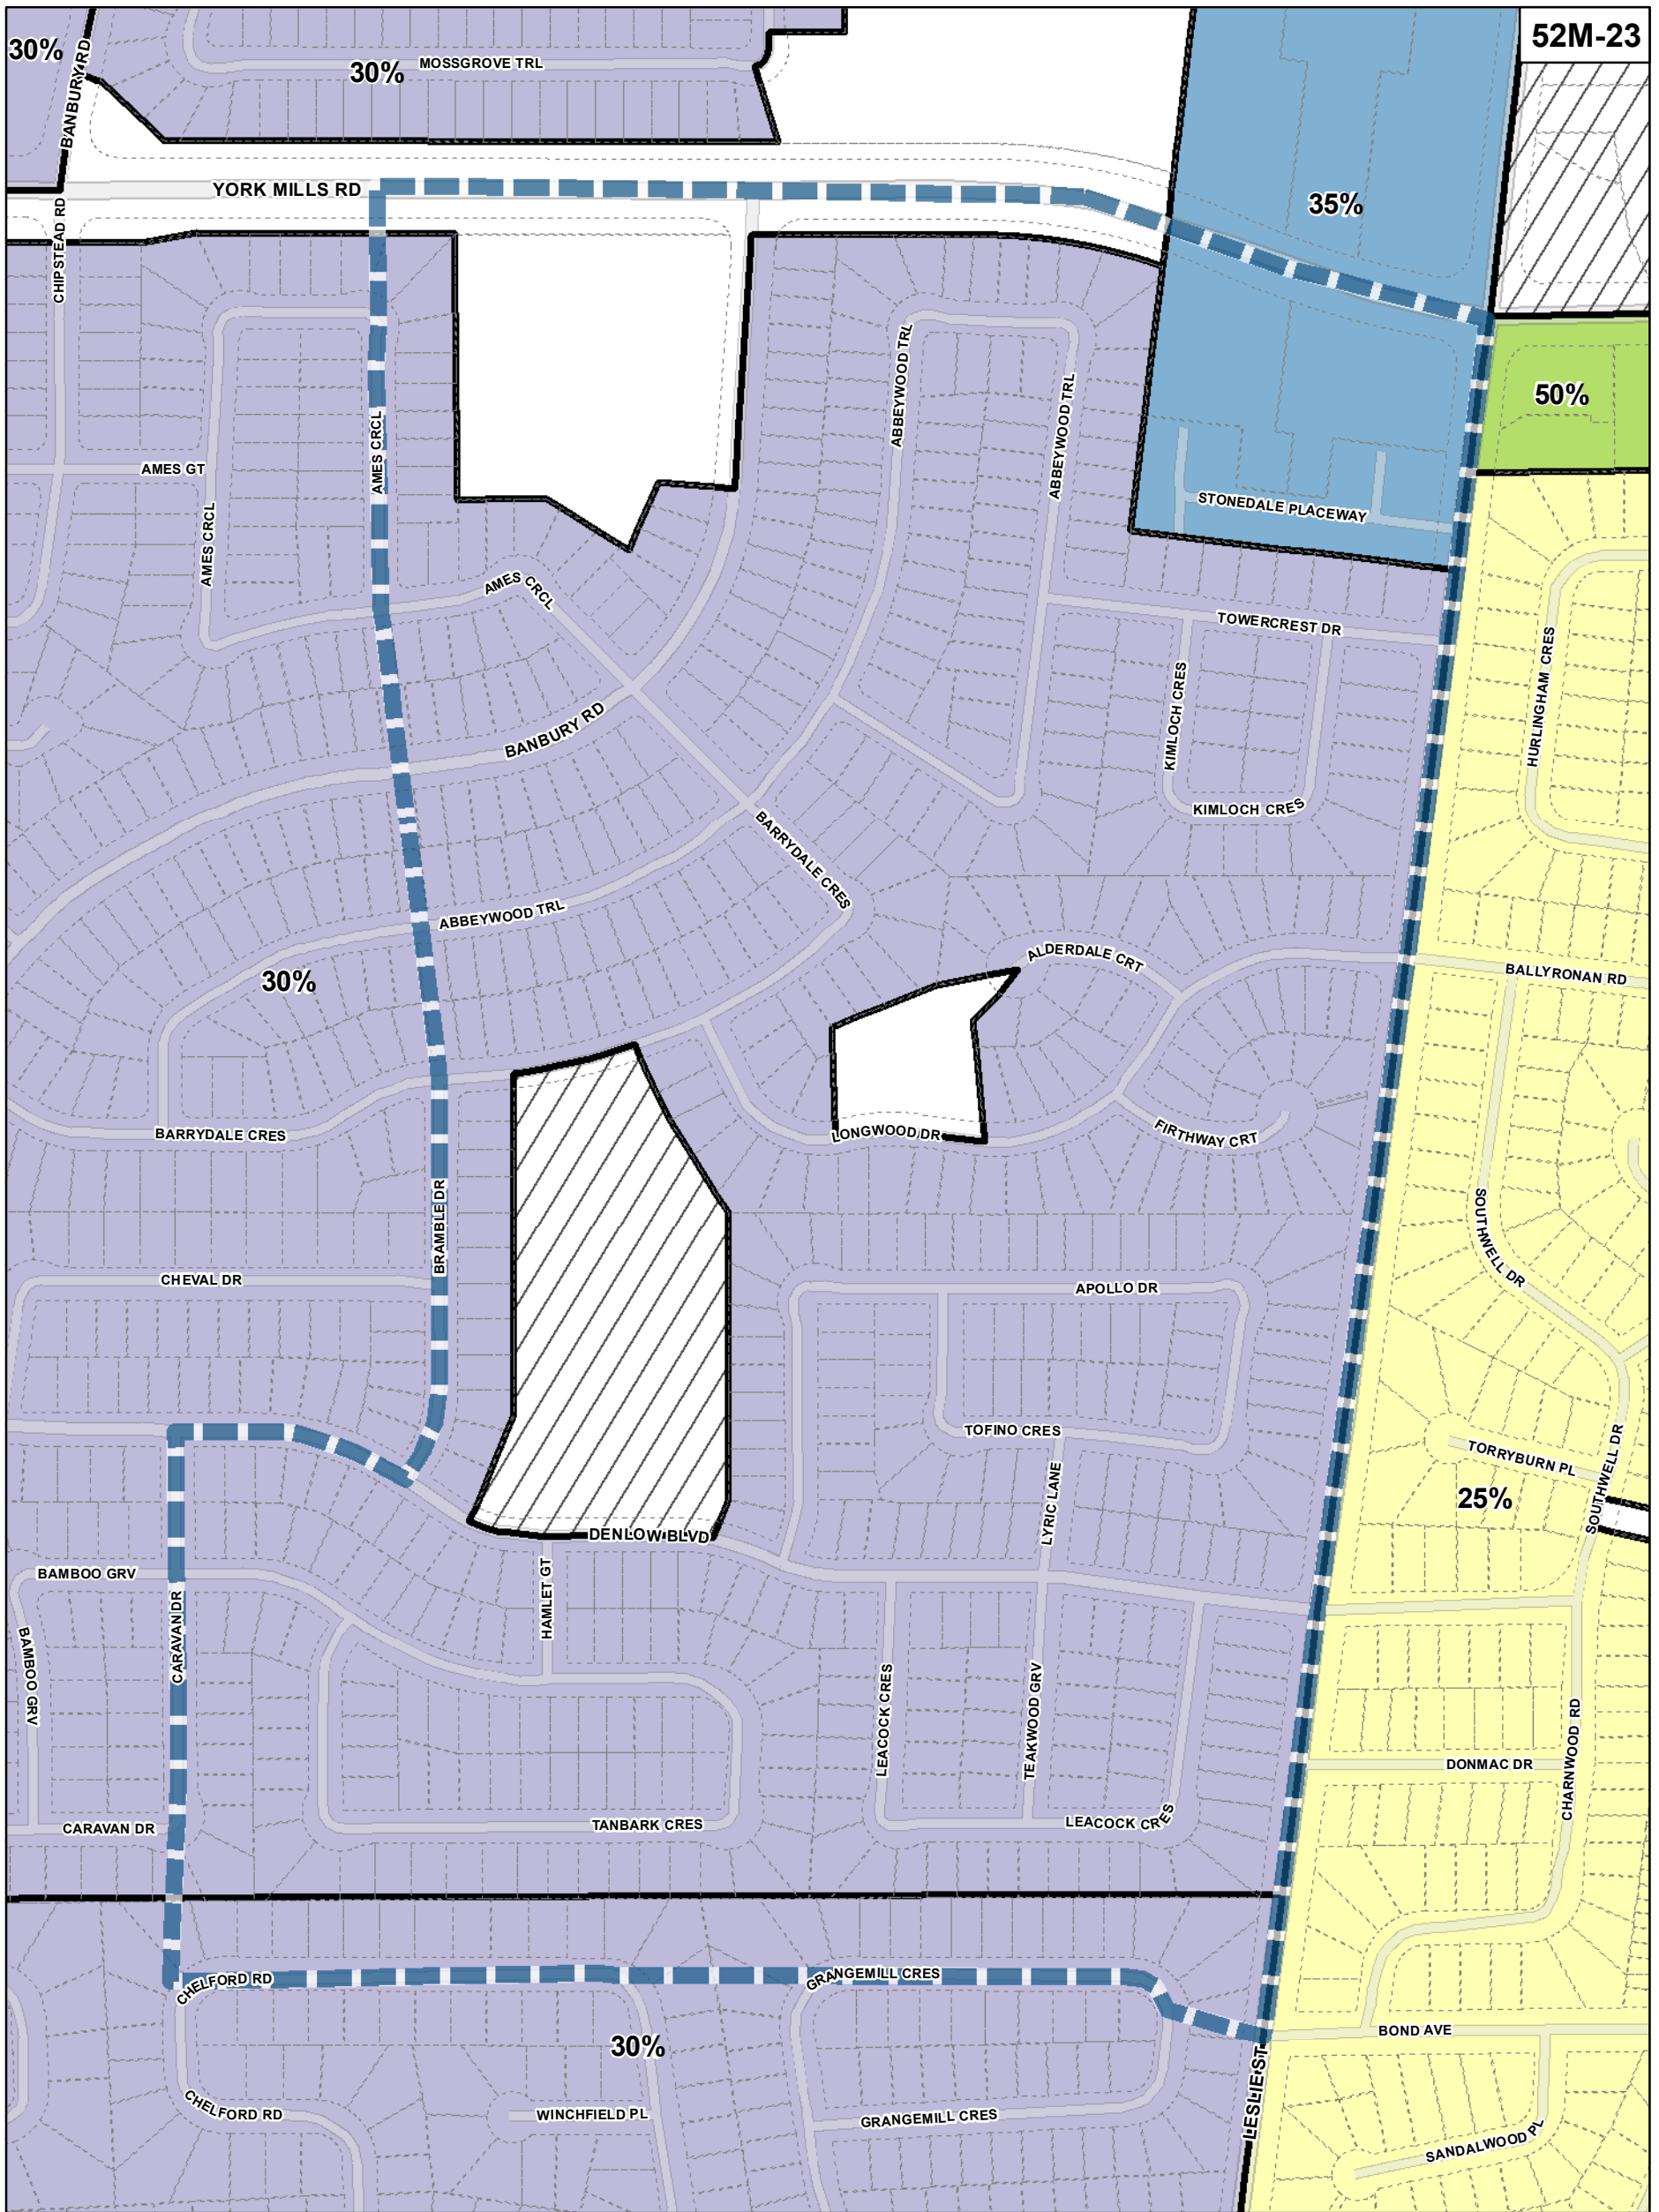 52M-23
30%
BANBURY RD
30%
MOSSGROVE TRL
YORK MILLS RD
35%
CHIPSTEAD RD
50%
ABBEYWOOD TRL
ABBEYWOOD TRL
AMES CRCL
AMES GT
STONEDALE PLACEWAY
AMES CRCL
AMES CRCL
TOWERCREST DR
HURLINGHAM CRES
KIMLOCH CRES
BANBURY RD
KIMLOCH CRES
BARRYDALE CRES
ABBEYWOOD TRL
ALDERDALE CRT
BALLYRONAN RD
30%
BARRYDALE CRES
LONGWOOD DR
FIRTHWAY CRT
BRAMBLE DR
SOUTHWELL DR
CHEVAL DR
APOLLO DR
TOFINO CRES
TORRYBURN PL
SOUTHWELL DR
25%
LYRIC LANE
DENLOW BLVD
BAMBOO GRV
HAMLET GT
CARAVAN DR
BAMBOO GRV
LEACOCK CRES
TEAKWOOD GRV
DONMAC DR
CHARNWOOD RD
CARAVAN DR
TANBARK CRES
LEACOCK CRES
CHELFORD RD
GRANGEMILL CRES
30%
BOND AVE
LESLIE ST
CHELFORD RD
WINCHFIELD PL
GRANGEMILL CRES
SANDALWOOD PL